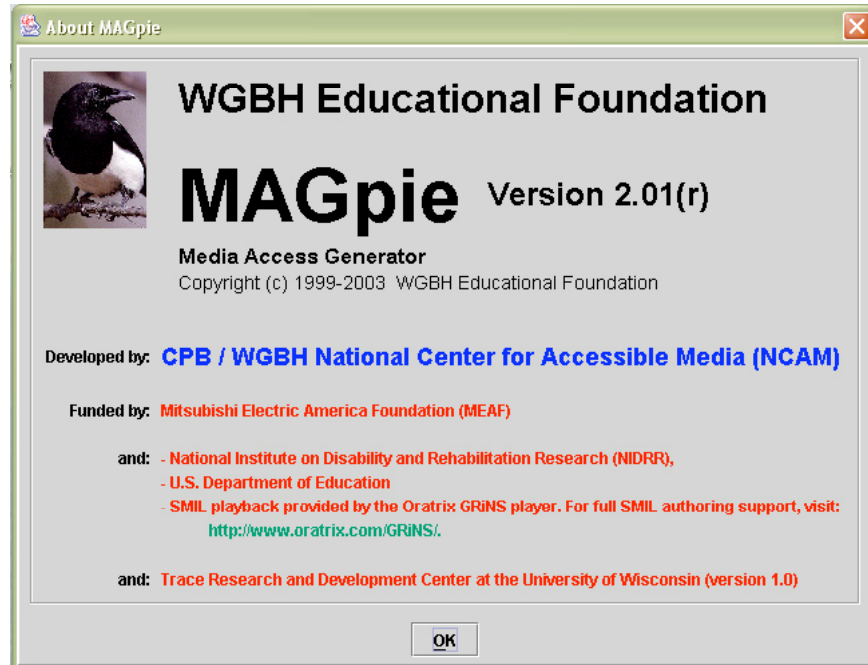 About MAGpie
WGBH Educational Foundation
MAGpie Version 2.01(r)
Media Access Generator
Copyright (c) 1999-2003 WGBH Educational Foundation
Developed by: CPB / WGBH National Center for Accessible Media (NCAM)
Funded by: Mitsubishi Electric America Foundation (MEAF)
and: - National Institute on Disability and Rehabilitation Research (NIDRR),
- U.S. Department of Education
- SMIL playback provided by the Oratrix GRiNS player. For full SMIL authoring support, visit:
http://www.oratrix.com/GRiNS/.
and: Trace Research and Development Center at the University of Wisconsin (version 1.0)
OK